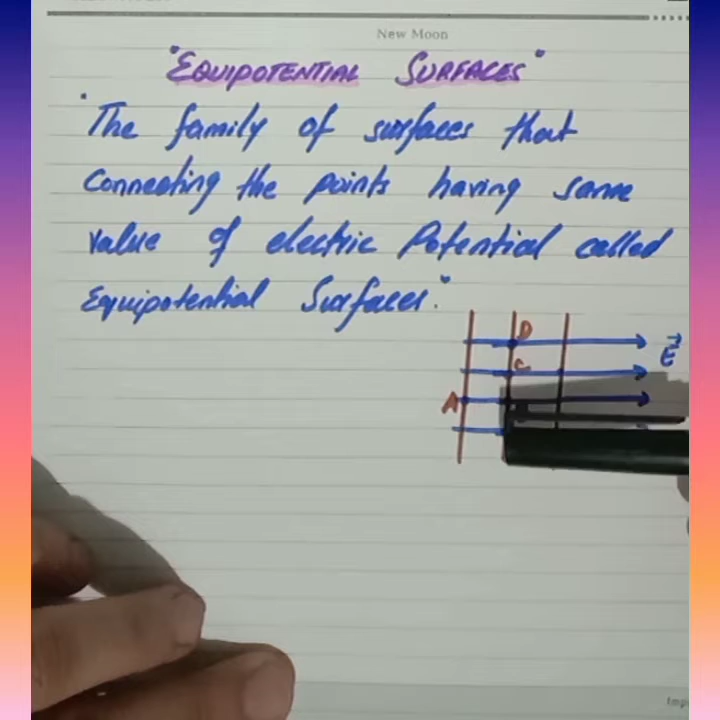 New Moon
"EQUIPOTENTIAL SURFACES"
"The family of surfaces that
connecting the points having same
value of electric Potential called
Equipotential Surfaces."
D
E
C
A